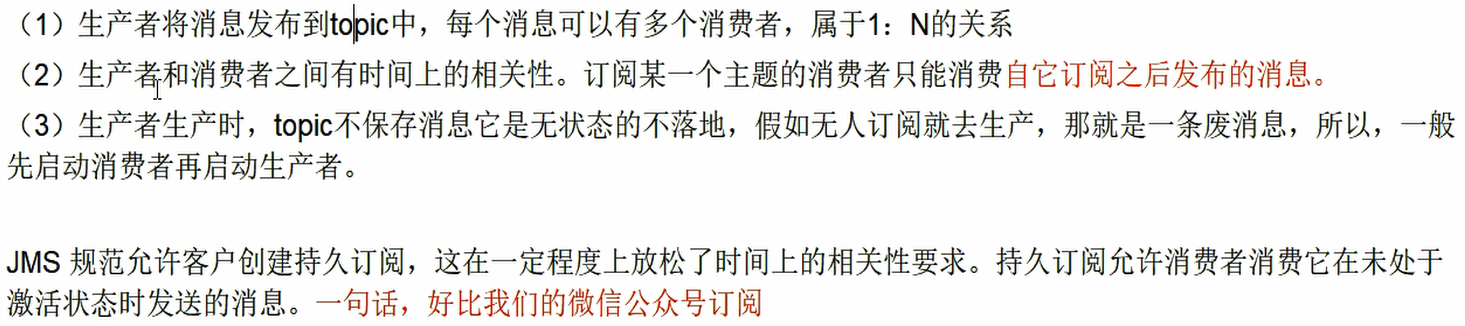 （1）生产者将消息发布到topic中，每个消息可以有多个消费者，属于1：N的关系
（2）生产者和消费者之间有时间上的相关性。订阅某一个主题的消费者只能消费自它订阅之后发布的消息。
（3）生产者生产时，topic不保存消息它是无状态的不落地，假如无人订阅就去生产，那就是一条废消息，所以，一般
先启动消费者再启动生产者。
JMS 规范允许客户创建持久订阅，这在一定程度上放松了时间上的相关性要求。持久订阅允许消费者消费它在未处于
激活状态时发送的消息。一句话，好比我们的微信公众号订阅